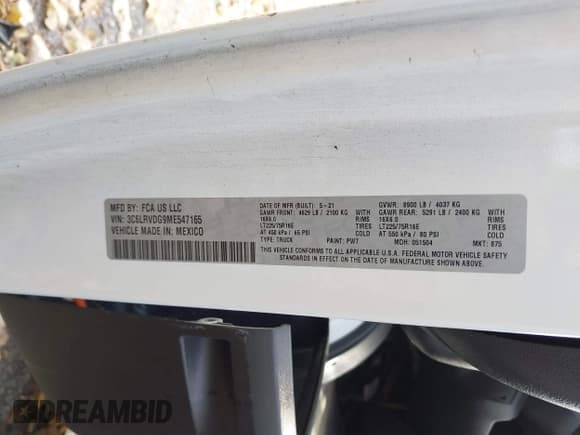 MFD BY: FCA US LLC
VIN: 3C6LRVDG9ME547165
VEHICLE MADE IN: MEXICO
DATE OF MFR (BUILT): 5-21
GAWR FRONT: 4629 LB / 2100 KG
16X6.0 RIMS
LT225/75R16E TIRES
AT 450 kPa / 65 PSI COLD
TYPE: TRUCK PAINT: PW7
GVWR: 8900 LB / 4037 KG
GAWR REAR: 5291 LB / 2400 KG
16X6.0 RIMS
LT225/75R16E TIRES
AT 550 kPa / 80 PSI COLD
MDH: 051504 MKT: 875
THIS VEHICLE CONFORMS TO ALL APPLICABLE U.S.A. FEDERAL MOTOR VEHICLE SAFETY
STANDARDS IN EFFECT ON THE DATE OF MANUFACTURE SHOWN ABOVE.
DREAMBID